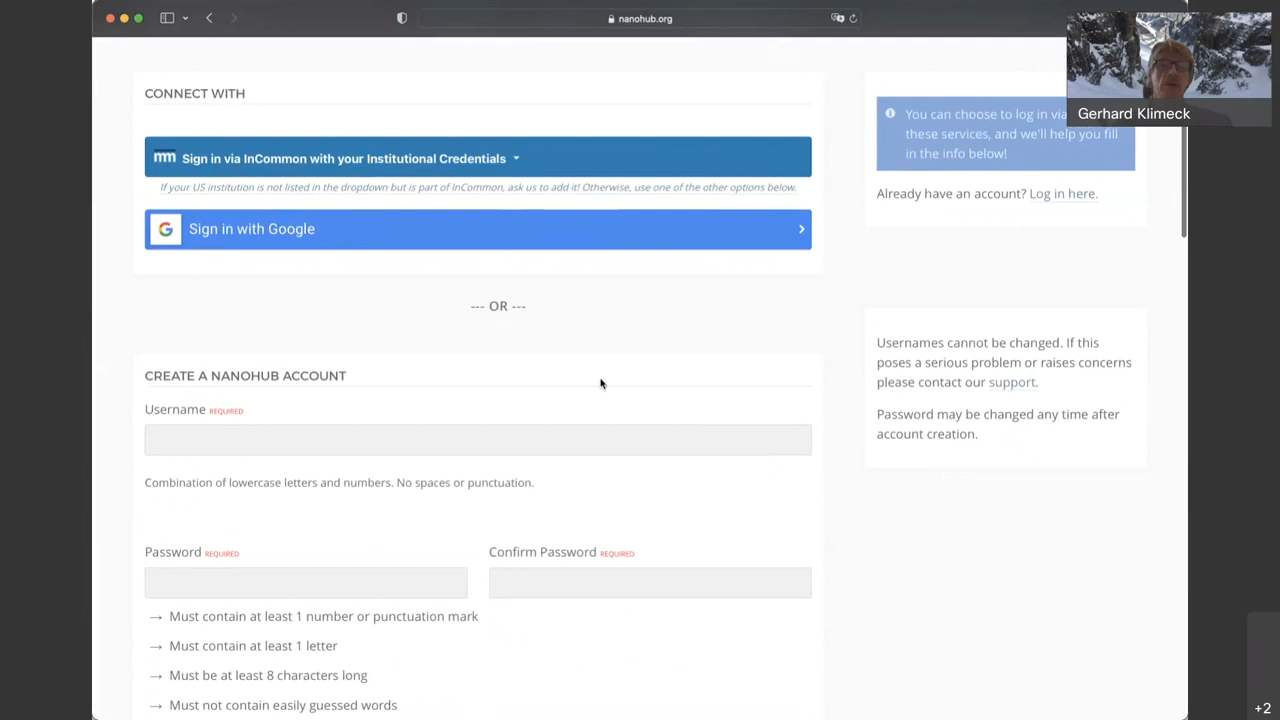 nanohub.org
Gerhard Klimeck
CONNECT WITH
Sign in via InCommon with your Institutional Credentials
If your US institution is not listed in the dropdown but is part of InCommon, ask us to add it! Otherwise, use one of the other options below.
Sign in with Google
--- OR ---
CREATE A NANOHUB ACCOUNT
Username REQUIRED
Combination of lowercase letters and numbers. No spaces or punctuation.
Password REQUIRED
Confirm Password REQUIRED
→ Must contain at least 1 number or punctuation mark
→ Must contain at least 1 letter
→ Must be at least 8 characters long
→ Must not contain easily guessed words
You can choose to log in via
these services, and we'll help you fill
in the info below!
Already have an account? Log in here.
Usernames cannot be changed. If this
poses a serious problem or raises concerns
please contact our support.
Password may be changed any time after
account creation.
+2